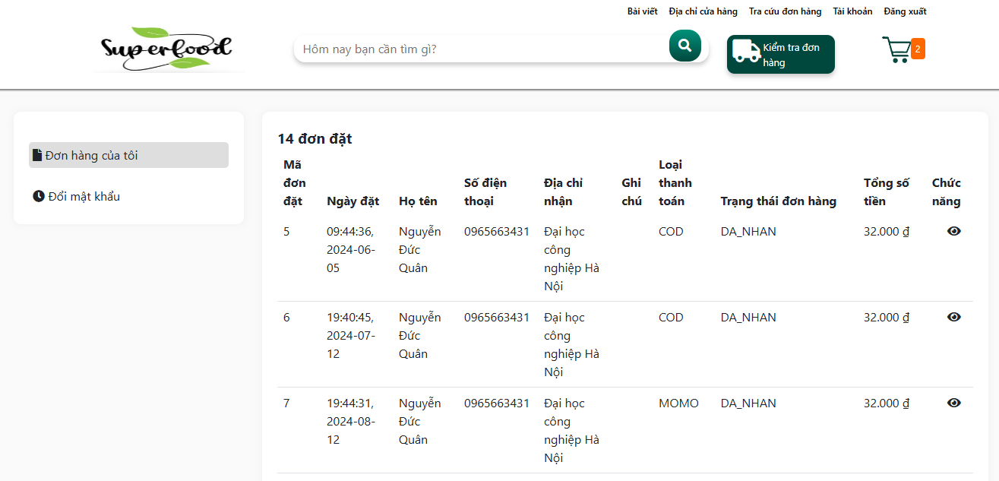 Bài viết Địa chỉ cửa hàng Tra cứu đơn hàng Tài khoản Đăng xuất
Superfood
Hôm nay bạn cần tìm gì?
Kiểm tra đơn
hàng
2
Đơn hàng của tôi
Đổi mật khẩu
14 đơn đặt
Mã
đơn
đặt
Ngày đặt
Họ tên
Số điện
thoại
Địa chỉ
nhận
Ghi
chú
Loại
thanh
toán
Trạng thái đơn hàng
Tổng số
tiền
Chức
năng
5
09:44:36,
2024-06-
05
Nguyễn
Đức
Quân
0965663431
Đại học
công
nghiệp Hà
Nội
COD
DA_NHAN
32.000 ₫
6
19:40:45,
2024-07-
12
Nguyễn
Đức
Quân
0965663431
Đại học
công
nghiệp Hà
Nội
COD
DA_NHAN
32.000 ₫
7
19:44:31,
2024-08-
12
Nguyễn
Đức
Quân
0965663431
Đại học
công
nghiệp Hà
Nội
MOMO
DA_NHAN
32.000 ₫